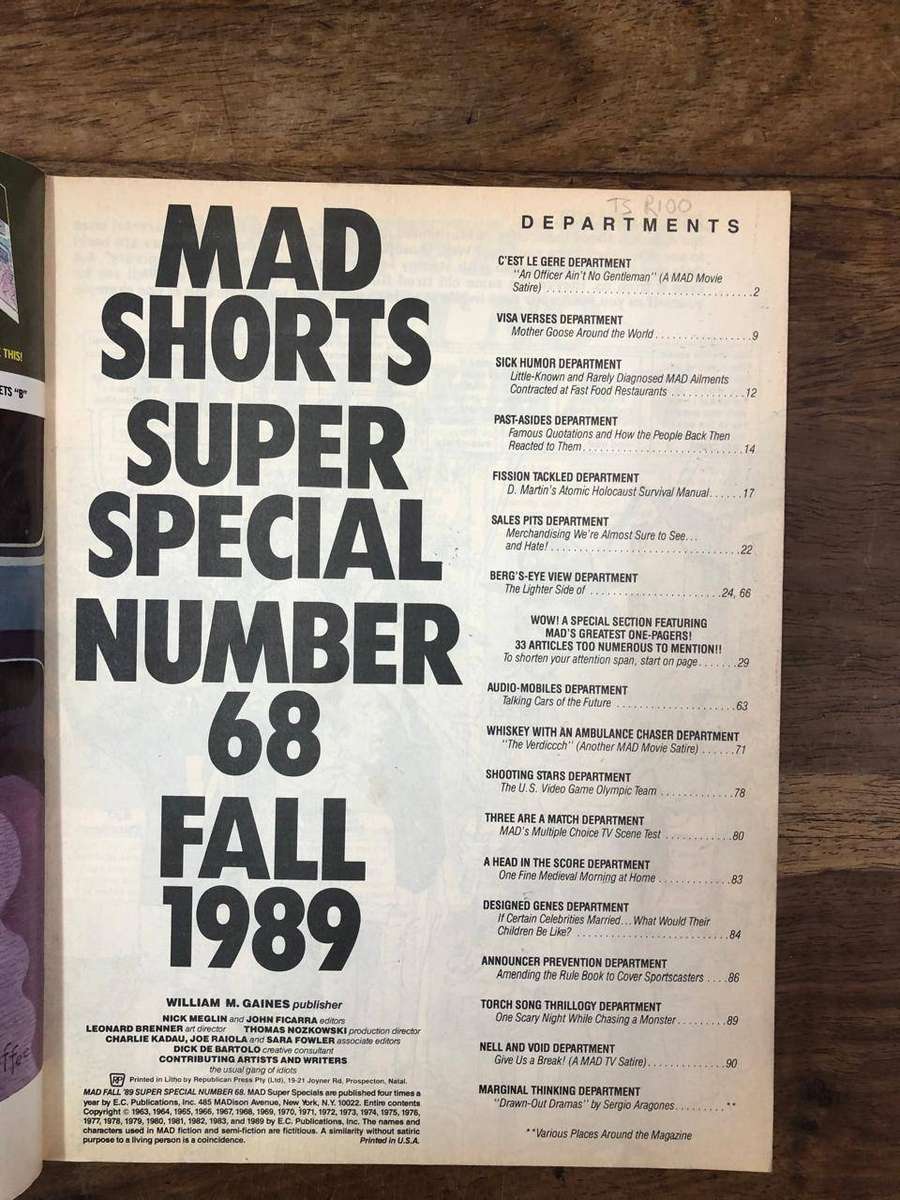 THIS!
ETS "B"
ffee
MAD
SHORTS
SUPER
SPECIAL
NUMBER
68
FALL
1989
WILLIAM M. GAINES publisher
NICK MEGLIN and JOHN FICARRA editors
LEONARD BRENNER art director THOMAS NOZKOWSKI production director
CHARLIE KADAU, JOE RAIOLA and SARA FOWLER associate editors
DICK DE BARTOLO creative consultant
CONTRIBUTING ARTISTS AND WRITERS
the usual gang of idiots
RP Printed in Litho by Republican Press Pty (Ltd), 19-21 Joyner Rd, Prospecton, Natal.
MAD FALL '89 SUPER SPECIAL NUMBER 68. MAD Super Specials are published four times a
year by E.C. Publications, Inc. 485 MADison Avenue, New York, N.Y. 10022. Entire contents
Copyright © 1963, 1964, 1965, 1966, 1967, 1968, 1969, 1970, 1971, 1972, 1973, 1974, 1975, 1976,
1977, 1978, 1979, 1980, 1981, 1982, 1983, and 1989 by E.C. Publications, Inc. The names and
characters used in MAD fiction and semi-fiction are fictitious. A similarity without satiric
purpose to a living person is a coincidence. Printed in U.S.A.
TS R100
DEPARTMENTS
C'EST LE GERE DEPARTMENT
"An Officer Ain't No Gentleman" (A MAD Movie
Satire) ..........2
VISA VERSES DEPARTMENT
Mother Goose Around the World ..........9
SICK HUMOR DEPARTMENT
Little-Known and Rarely Diagnosed MAD Ailments
Contracted at Fast Food Restaurants ..........12
PAST-ASIDES DEPARTMENT
Famous Quotations and How the People Back Then
Reacted to Them ..........14
FISSION TACKLED DEPARTMENT
D. Martin's Atomic Holocaust Survival Manual ......17
SALES PITS DEPARTMENT
Merchandising We're Almost Sure to See...
and Hate! ..........22
BERG'S-EYE VIEW DEPARTMENT
The Lighter Side of ..........24, 66
WOW! A SPECIAL SECTION FEATURING
MAD'S GREATEST ONE-PAGERS!
33 ARTICLES TOO NUMEROUS TO MENTION!!
To shorten your attention span, start on page .......29
AUDIO-MOBILES DEPARTMENT
Talking Cars of the Future ..........63
WHISKEY WITH AN AMBULANCE CHASER DEPARTMENT
"The Verdiccch" (Another MAD Movie Satire) ......71
SHOOTING STARS DEPARTMENT
The U.S. Video Game Olympic Team ..........78
THREE ARE A MATCH DEPARTMENT
MAD's Multiple Choice TV Scene Test ..........80
A HEAD IN THE SCORE DEPARTMENT
One Fine Medieval Morning at Home ..........83
DESIGNED GENES DEPARTMENT
If Certain Celebrities Married... What Would Their
Children Be Like? ..........84
ANNOUNCER PREVENTION DEPARTMENT
Amending the Rule Book to Cover Sportscasters ....86
TORCH SONG THRILLOGY DEPARTMENT
One Scary Night While Chasing a Monster .........89
NELL AND VOID DEPARTMENT
Give Us a Break! (A MAD TV Satire) ..........90
MARGINAL THINKING DEPARTMENT
"Drawn-Out Dramas" by Sergio Aragones .........**
**Various Places Around the Magazine